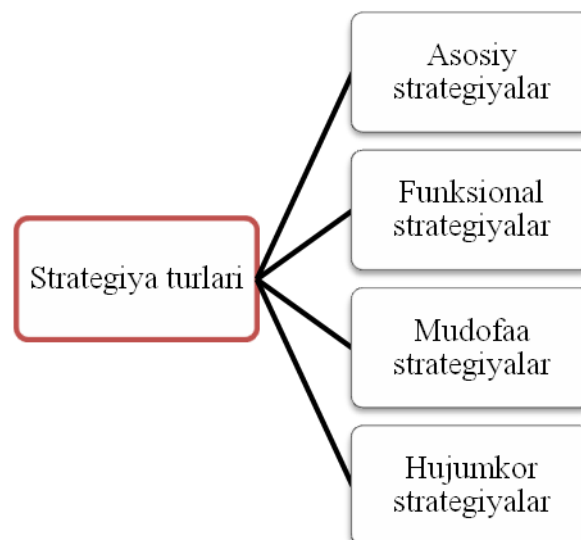 Strategiya turlari
Asosiy
strategiyalar
Funksional
strategiyalar
Mudofaa
strategiyalar
Hujumkor
strategiyalar